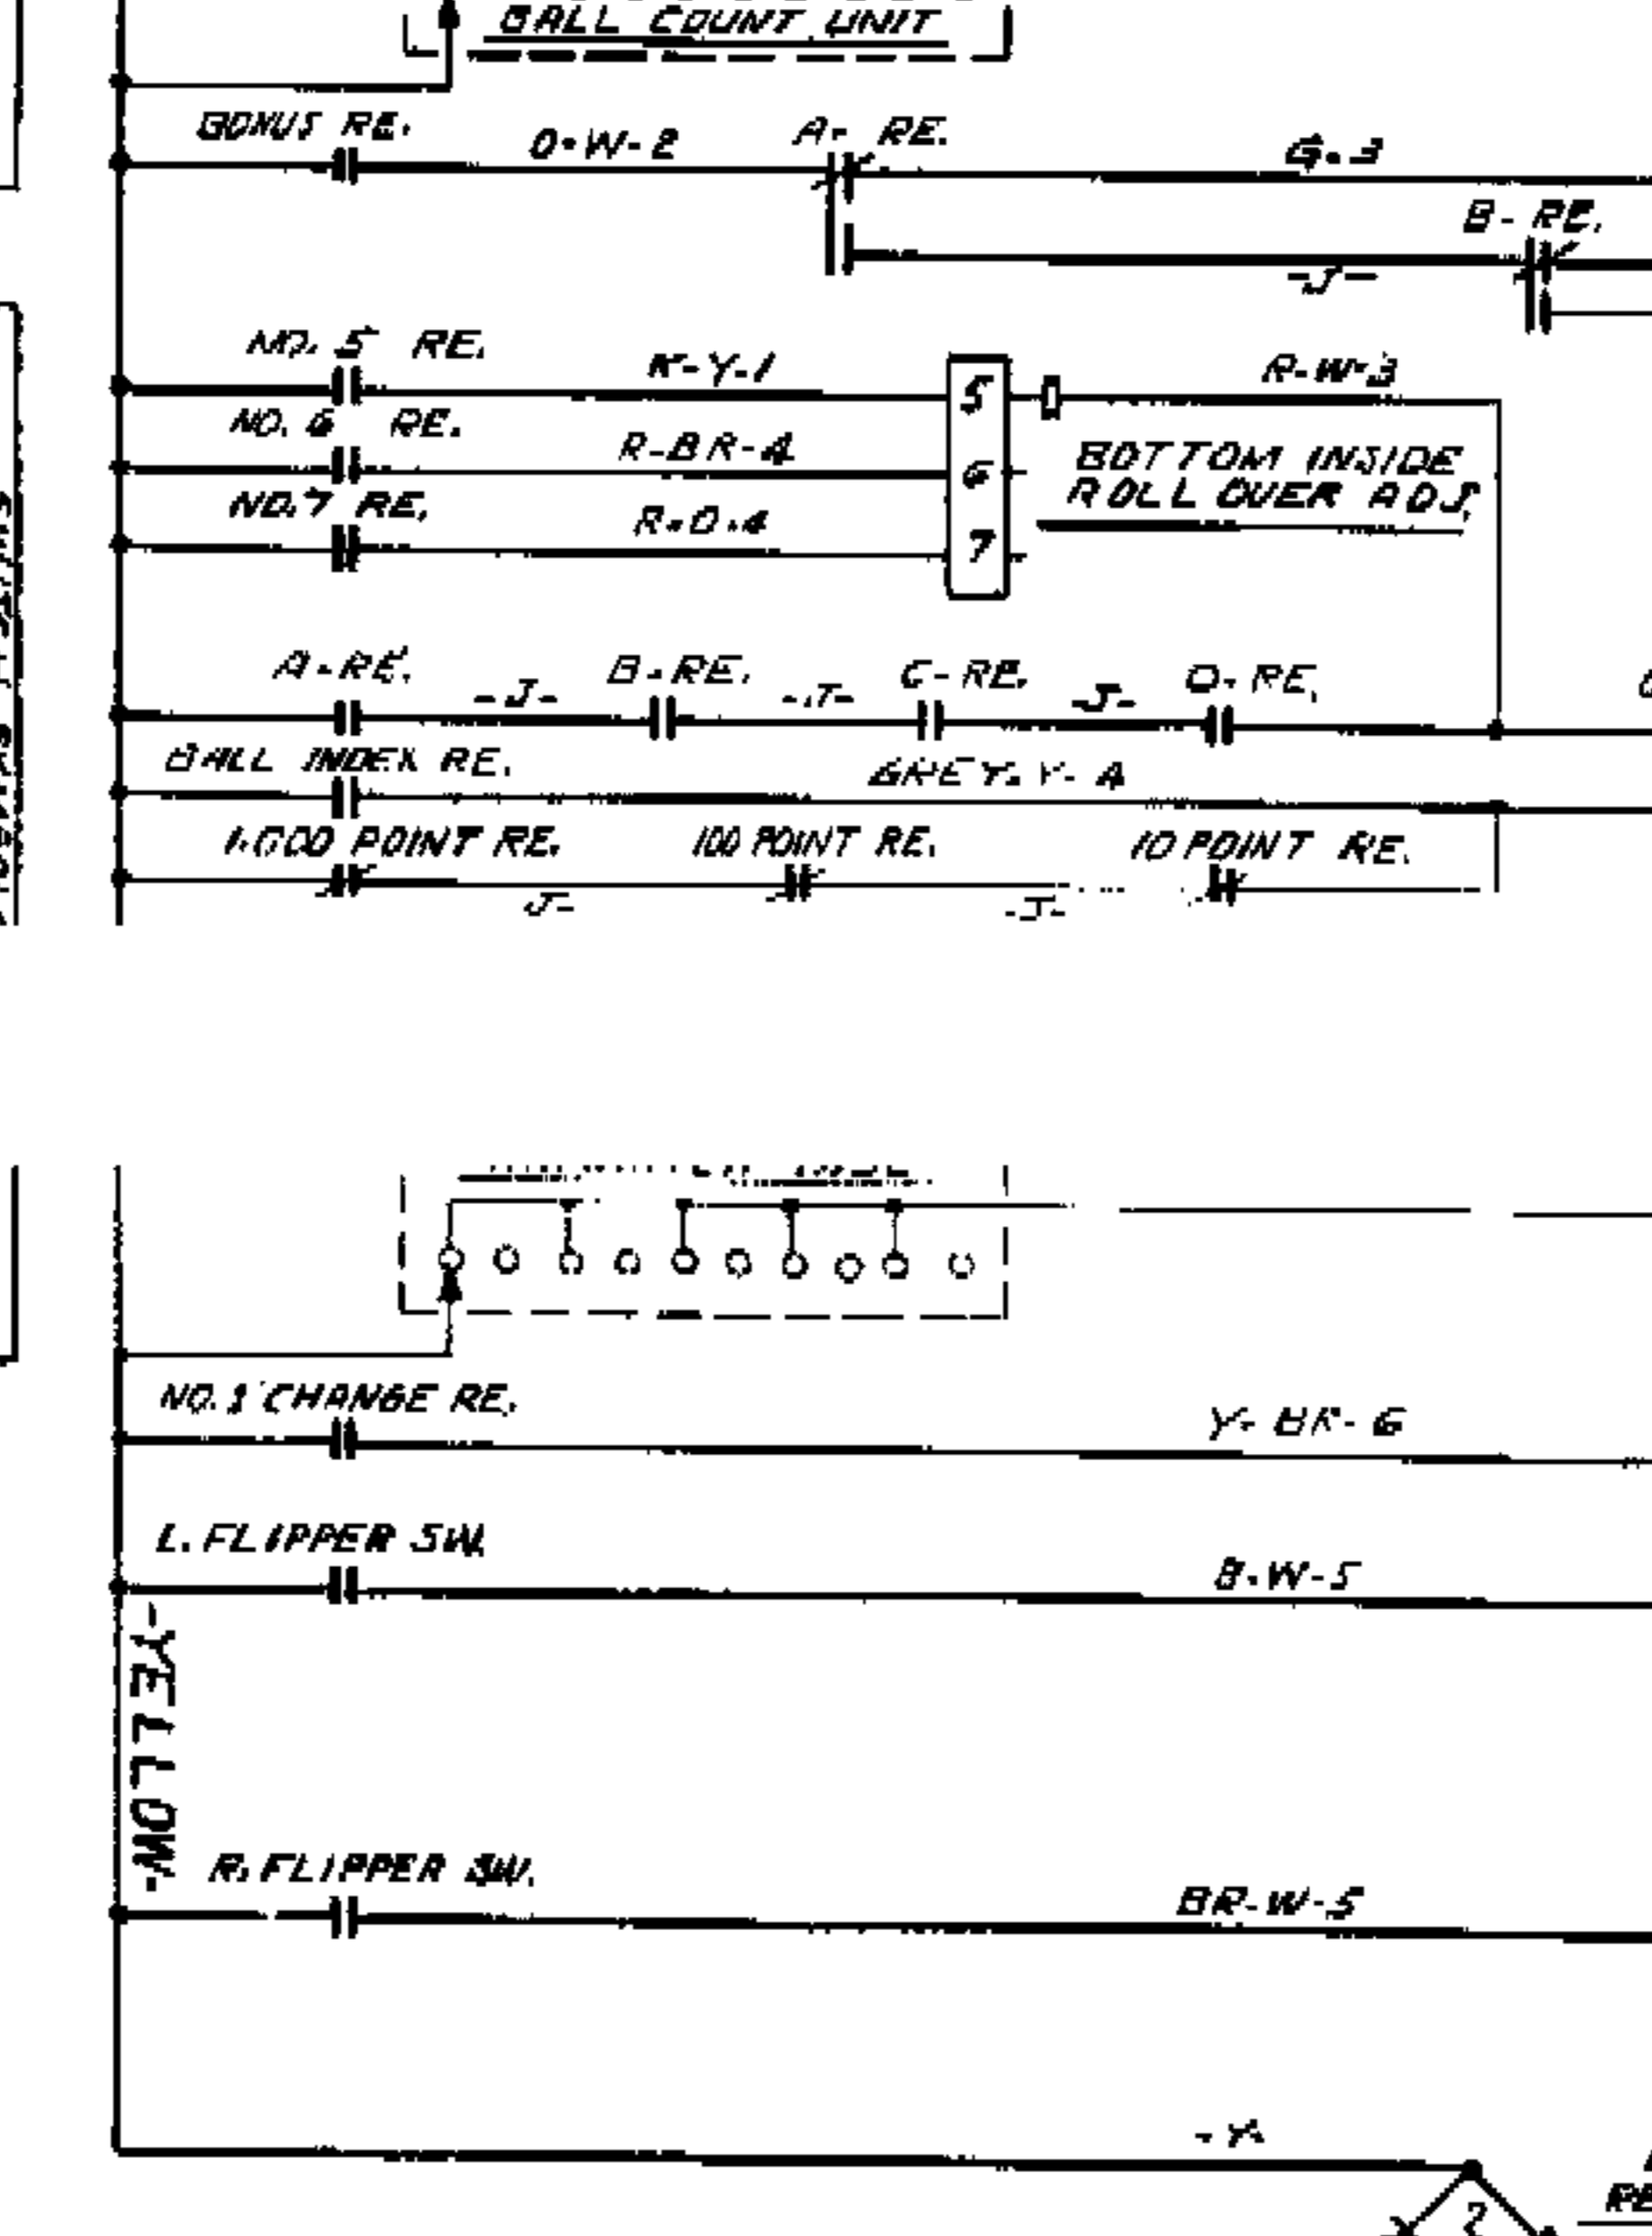 BALL COUNT UNIT
BONUS RE.
O-W-2
A- RE.
G-3
B- RE.
-J-
NO. 5 RE.
K-Y-1
5
R-W-3
NO. 6 RE.
R-BR-4
6
BOTTOM INSIDE
ROLL OVER ADJ.
NO. 7 RE.
R-O-4
7
A-RE.
-J-
B-RE.
-J-
C-RE.
-J-
D-RE.
BALL INDEX RE.
GREY-Y-4
1,000 POINT RE.
100 POINT RE.
10 POINT RE.
-J-
-J-
NO. 1 CHANGE RE.
Y-BR-6
L. FLIPPER SW.
B-W-5
-YELLOW-
R. FLIPPER SW.
BR-W-5
-Y-